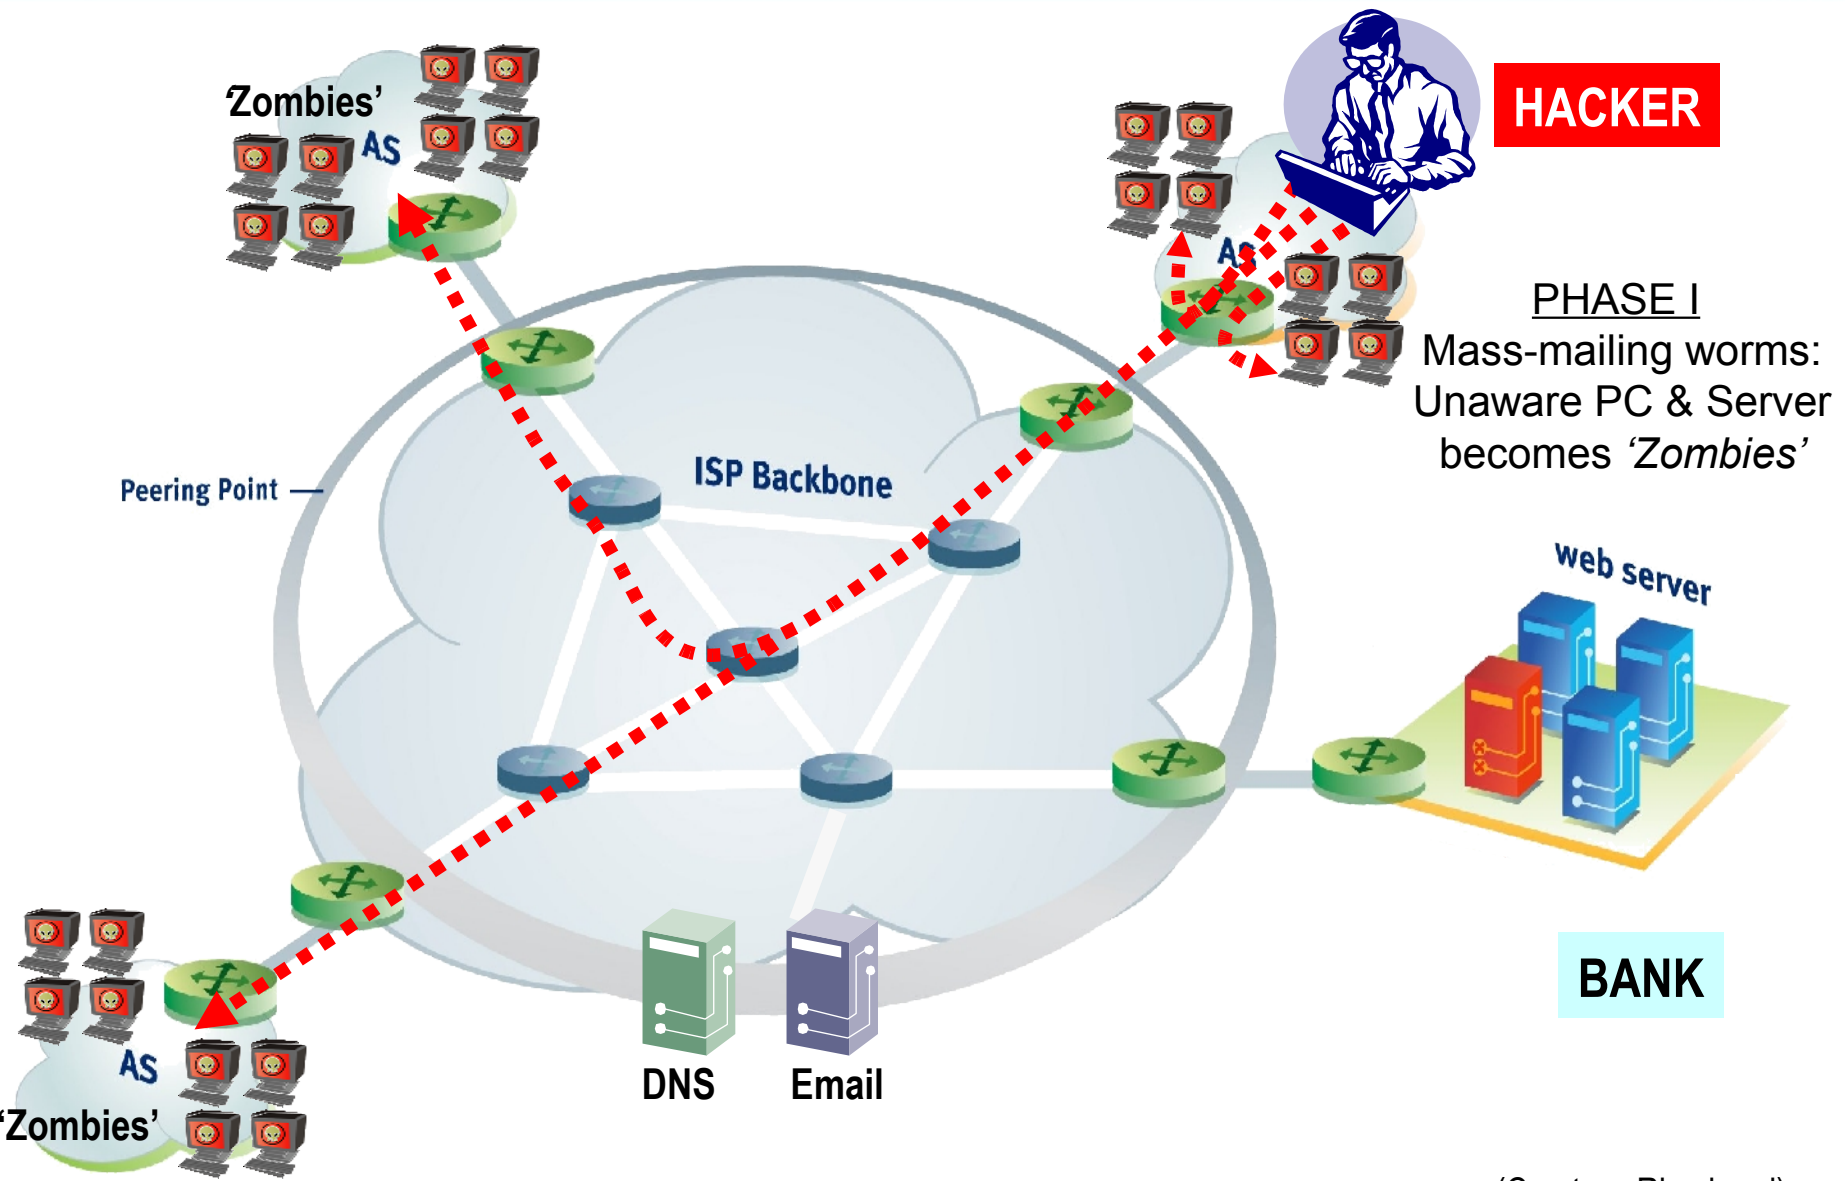 ‘Zombies’
AS
HACKER
AS
PHASE I
Mass-mailing worms:
Unaware PC & Server
becomes ‘Zombies’
ISP Backbone
Peering Point
web server
BANK
AS
‘Zombies’
DNS
Email